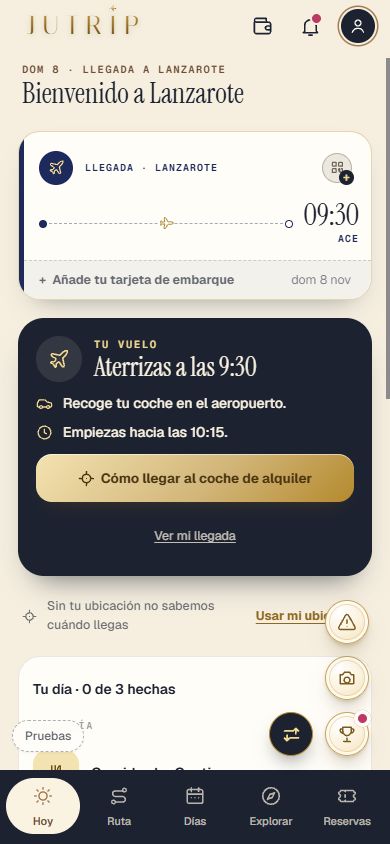 JUTRIP
DOM 8 · LLEGADA A LANZAROTE
Bienvenido a Lanzarote
LLEGADA · LANZAROTE
09:30
ACE
+ Añade tu tarjeta de embarque
dom 8 nov
TU VUELO
Aterrizas a las 9:30
Recoge tu coche en el aeropuerto.
Empiezas hacia las 10:15.
Cómo llegar al coche de alquiler
Ver mi llegada
Sin tu ubicación no sabemos
cuándo llegas
Usar mi
Tu día · 0 de 3 hechas
Pruebas
Hoy
Ruta
Días
Explorar
Reservas